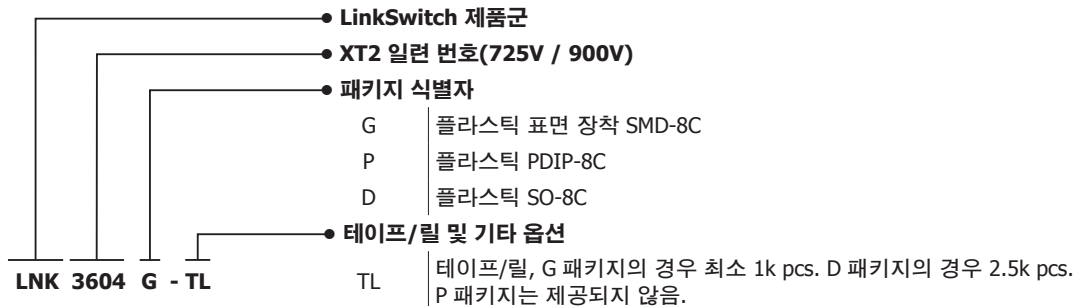 LinkSwitch 제품군
XT2 일련 번호(725V / 900V)
패키지 식별자
G 플라스틱 표면 장착 SMD-8C
P 플라스틱 PDIP-8C
D 플라스틱 SO-8C
테이프/릴 및 기타 옵션
LNK 3604 G - TL
TL 테이프/릴, G 패키지의 경우 최소 1k pcs. D 패키지의 경우 2.5k pcs.
P 패키지는 제공되지 않음.